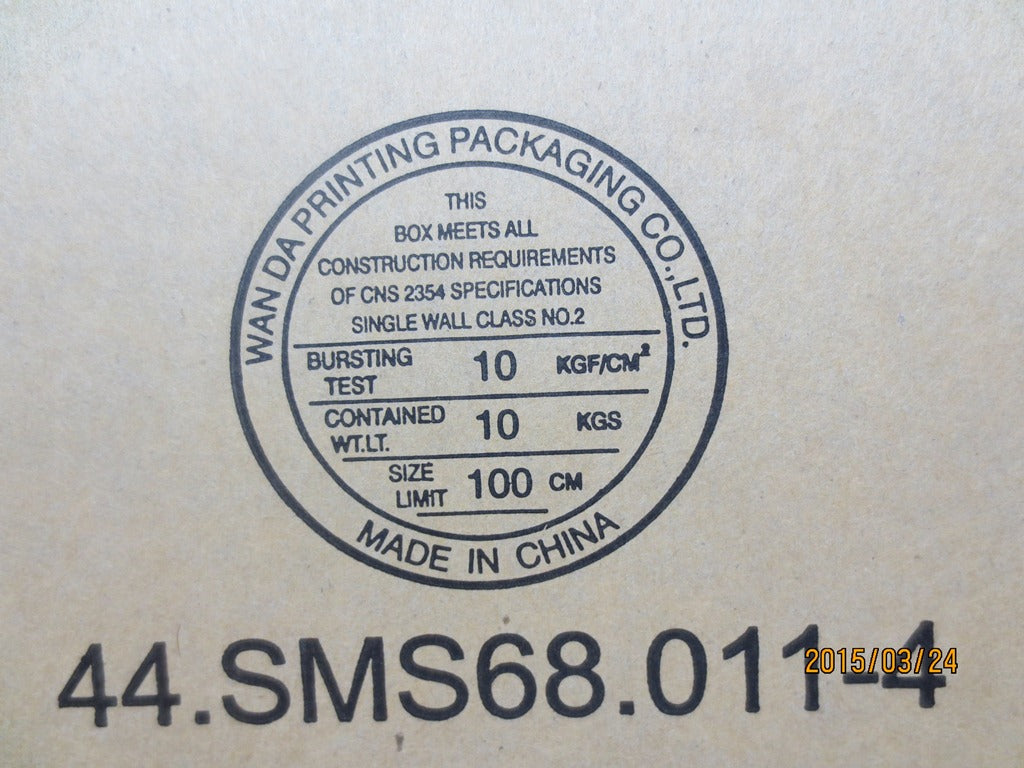 WAN DA PRINTING PACKAGING CO.,LTD.
THIS
BOX MEETS ALL
CONSTRUCTION REQUIREMENTS
OF CNS 2354 SPECIFICATIONS
SINGLE WALL CLASS NO.2
BURSTING TEST 10 KGF/CM²
CONTAINED WT.LT. 10 KGS
SIZE LIMIT 100 CM
MADE IN CHINA
44.SMS68.011-4
2015/03/24